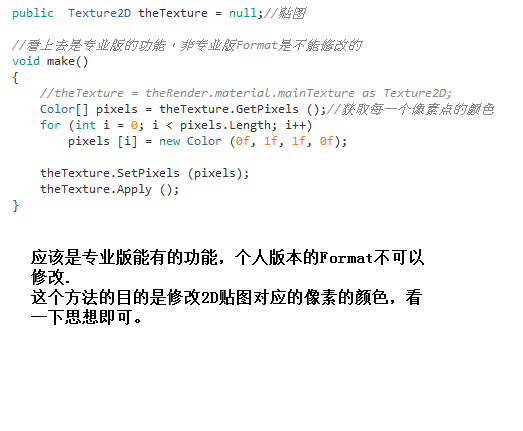 public  Texture2D theTexture = null;//贴图
//看上去是专业版的功能，非专业版Format是不能修改的
void make()
{
//theTexture = theRender.material.mainTexture as Texture2D;
Color[] pixels = theTexture.GetPixels ();//获取每一个像素点的颜色
for (int i = 0; i < pixels.Length; i++)
pixels [i] = new Color (0f, 1f, 1f, 0f);
theTexture.SetPixels (pixels);
theTexture.Apply ();
}
应该是专业版能有的功能，个人版本的Format不可以
修改.
这个方法的目的是修改2D贴图对应的像素的颜色，看
一下思想即可。